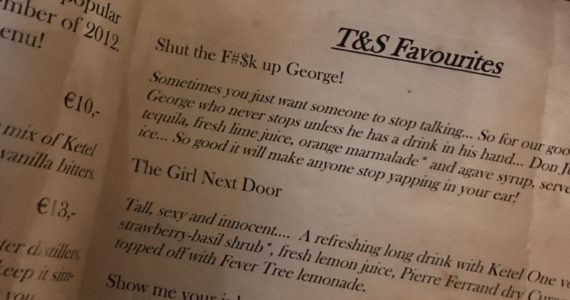 popular
mber of 2012.
enu!
€10,-
mix of Ketel
vanilla bitters.
€13,-
ter distillers,
keep it sim-
you
T&S Favourites
Shut the F#$k up George!
Sometimes you just want someone to stop talking... So for our goo
George who never stops unless he has a drink in his hand... Don Ju
tequila, fresh lime juice, orange marmalade* and agave syrup, serve
ice... So good it will make anyone stop yapping in your ear!
The Girl Next Door
Tall, sexy and innocent.... A refreshing long drink with Ketel One vo
strawberry-basil shrub*, fresh lemon juice, Pierre Ferrand dry Cura
topped off with Fever Tree lemonade.
Show me your